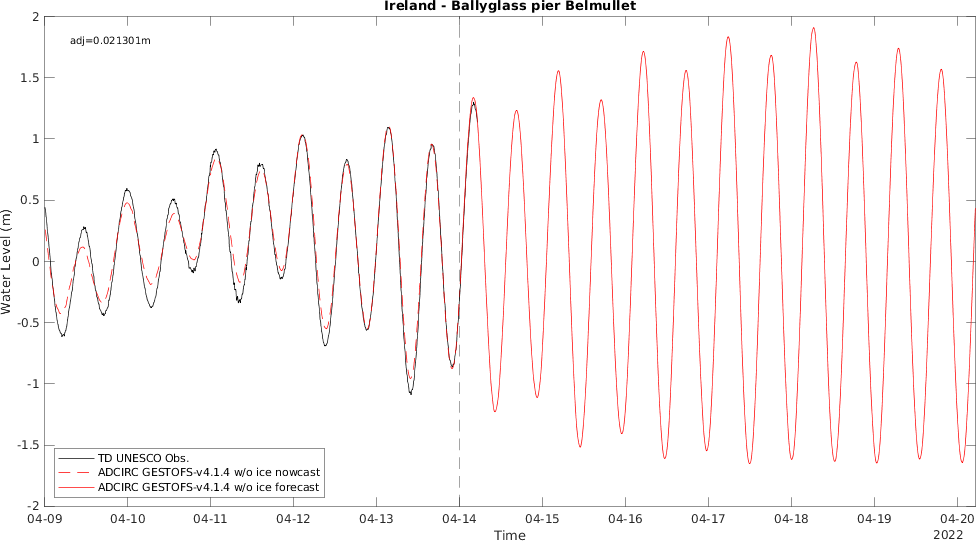 Ireland - Ballyglass pier Belmullet
adj=0.021301m
2
1.5
1
0.5
0
-0.5
-1
-1.5
-2
Water Level (m)
TD UNESCO Obs.
ADCIRC GESTOFS-v4.1.4 w/o ice nowcast
ADCIRC GESTOFS-v4.1.4 w/o ice forecast
04-09 04-10 04-11 04-12 04-13 04-14 04-15 04-16 04-17 04-18 04-19 04-20
Time
2022